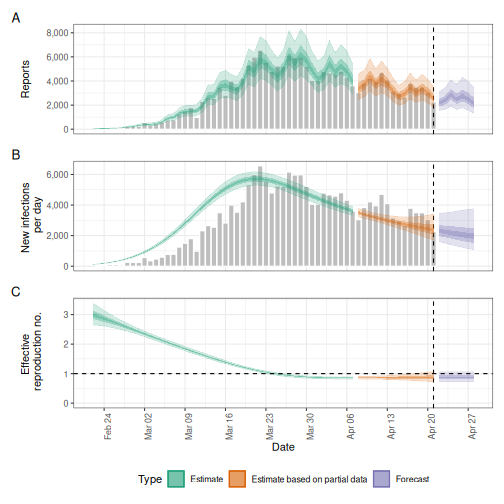 A
Reports
8,000
6,000
4,000
2,000
0
B
New infections
per day
6,000
4,000
2,000
0
C
Effective
reproduction no.
3
2
1
0
Feb 24
Mar 02
Mar 09
Mar 16
Mar 23
Mar 30
Apr 06
Apr 13
Apr 20
Apr 27
Date
Type Estimate Estimate based on partial data Forecast